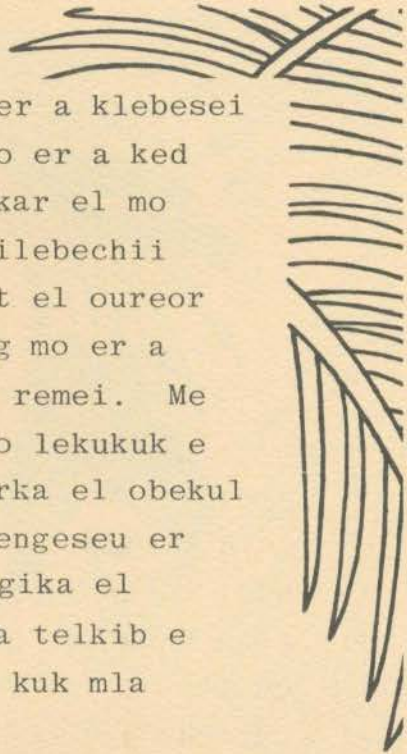 er a klebesei
o er a ked
kar el mo
ilebechii
t el oureor
g mo er a
remei. Me
o lekukuk e
rka el obekul
engeseu er
gika el
a telkib e
kuk mla